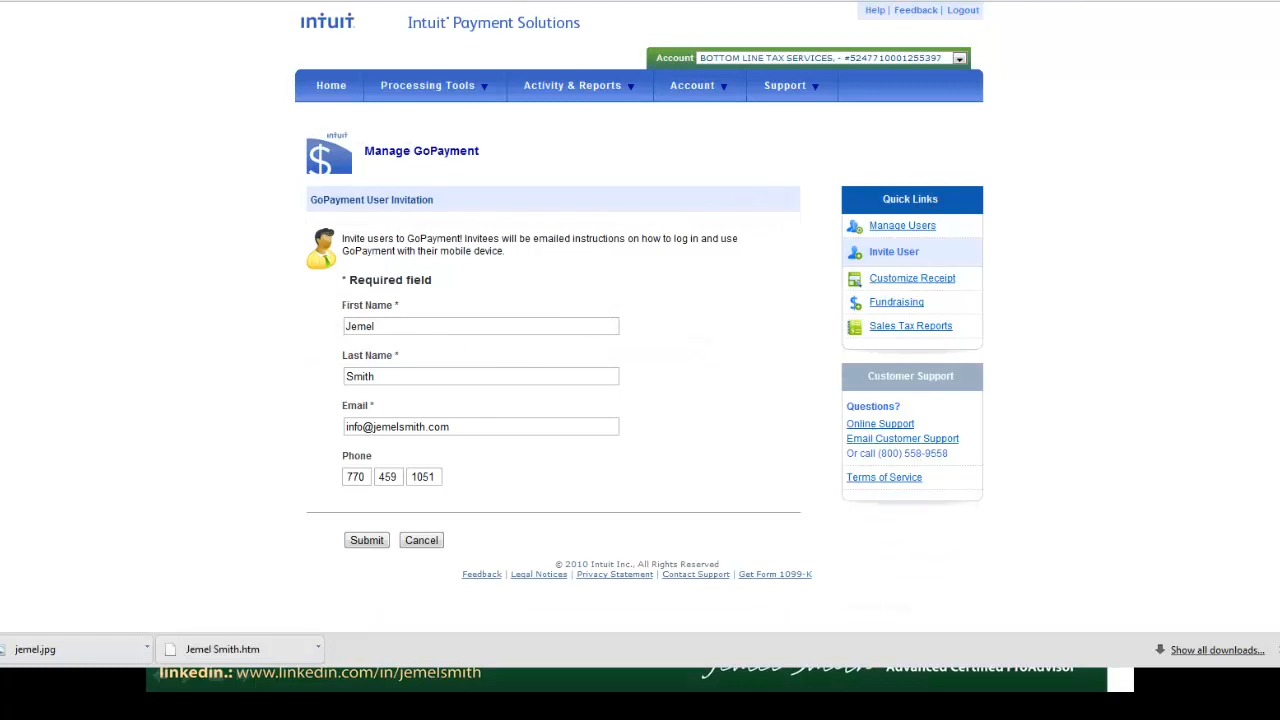 Help | Feedback | Logout
intuit Intuit Payment Solutions
Account BOTTOM LINE TAX SERVICES, - #5247710001255397
Home Processing Tools Activity & Reports Account Support
intuit
$ Manage GoPayment
GoPayment User Invitation
Invite users to GoPayment! Invitees will be emailed instructions on how to log in and use
GoPayment with their mobile device.
* Required field
First Name *
Jemel
Last Name *
Smith
Email *
info@jemelsmith.com
Phone
770 459 1051
Submit Cancel
Quick Links
Manage Users
Invite User
Customize Receipt
Fundraising
Sales Tax Reports
Customer Support
Questions?
Online Support
Email Customer Support
Or call (800) 558-9558
Terms of Service
© 2010 Intuit Inc., All Rights Reserved
Feedback | Legal Notices | Privacy Statement | Contact Support | Get Form 1099-K
jemel.jpg Jemel Smith.htm Show all downloads...
linkedin.: www.linkedin.com/in/jemelsmith Advanced Certified ProAdvisor